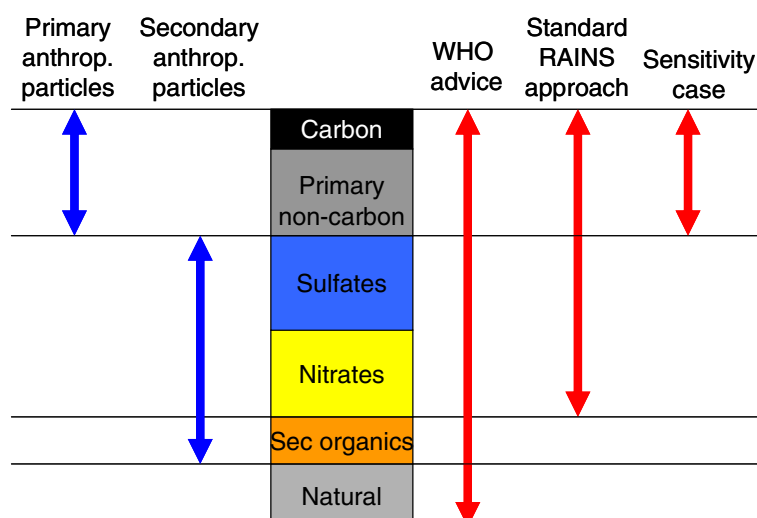 Primary
anthrop.
particles
Secondary
anthrop.
particles
WHO
advice
Standard
RAINS
approach
Sensitivity
case
Carbon
Primary
non-carbon
Sulfates
Nitrates
Sec organics
Natural